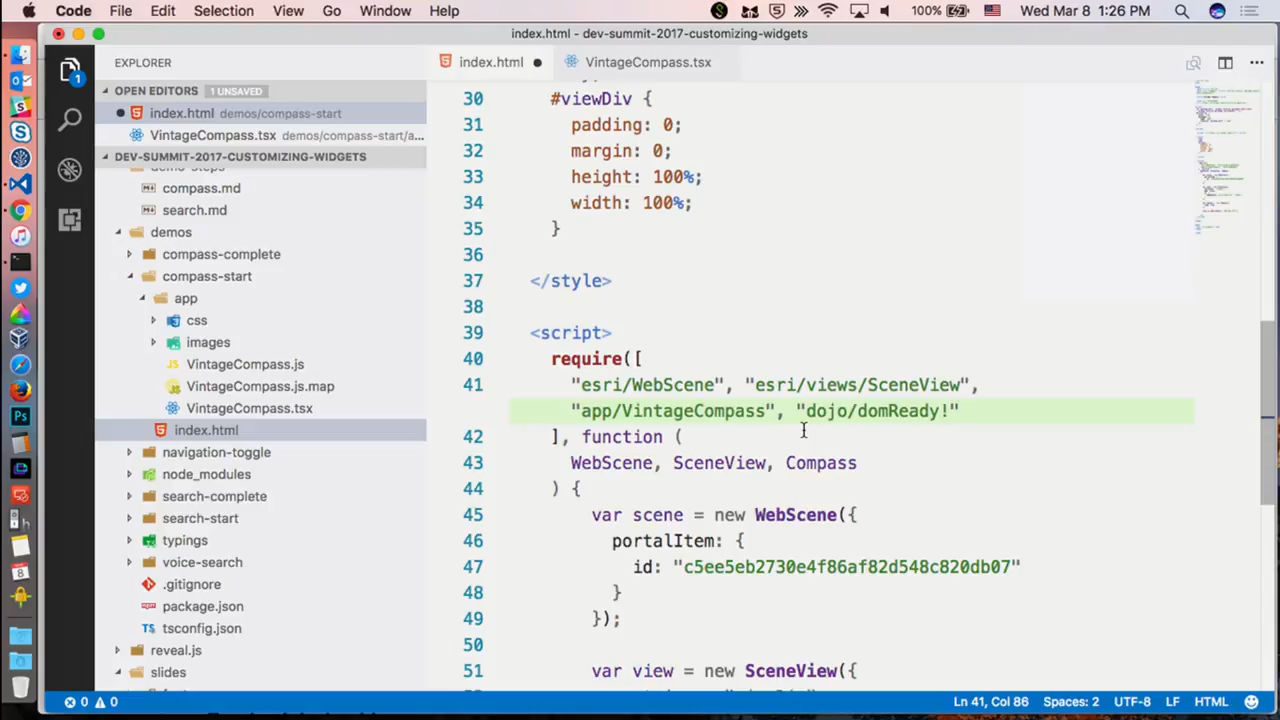 Code File Edit Selection View Go Window Help 100% Wed Mar 8 1:26 PM
index.html - dev-summit-2017-customizing-widgets
EXPLORER
index.html
VintageCompass.tsx
OPEN EDITORS 1 UNSAVED
index.html demos/compass-start
VintageCompass.tsx demos/compass-start/a...
DEV-SUMMIT-2017-CUSTOMIZING-WIDGETS
demo-steps
compass.md
search.md
demos
compass-complete
compass-start
app
css
images
VintageCompass.js
VintageCompass.js.map
VintageCompass.tsx
index.html
navigation-toggle
node_modules
search-complete
search-start
typings
voice-search
.gitignore
package.json
tsconfig.json
reveal.js
slides
1
30 #viewDiv {
31 padding: 0;
32 margin: 0;
33 height: 100%;
34 width: 100%;
35 }
36
37 </style>
38
39 <script>
40 require([
41 "esri/WebScene", "esri/views/SceneView",
"app/VintageCompass", "dojo/domReady!"
42 ], function (
43 WebScene, SceneView, Compass
44 ) {
45 var scene = new WebScene({
46 portalItem: {
47 id: "c5ee5eb2730e4f86af82d548c820db07"
48 }
49 });
50
51 var view = new SceneView({
0 0 Ln 41, Col 86 Spaces: 2 UTF-8 LF HTML